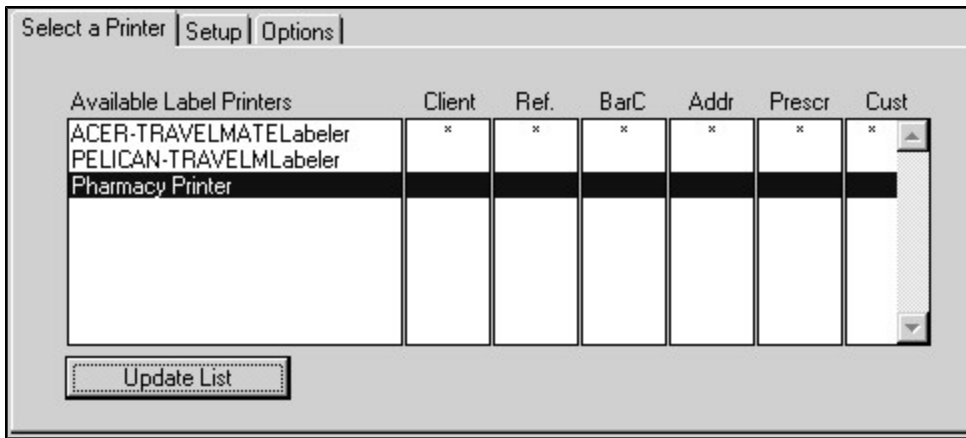 Select a Printer Setup Options
Available Label Printers Client Ref. BarC Addr Prescr Cust
ACER-TRAVELMATELabeler × × × × × ×
PELICAN-TRAVELMLabeler
Pharmacy Printer
Update List